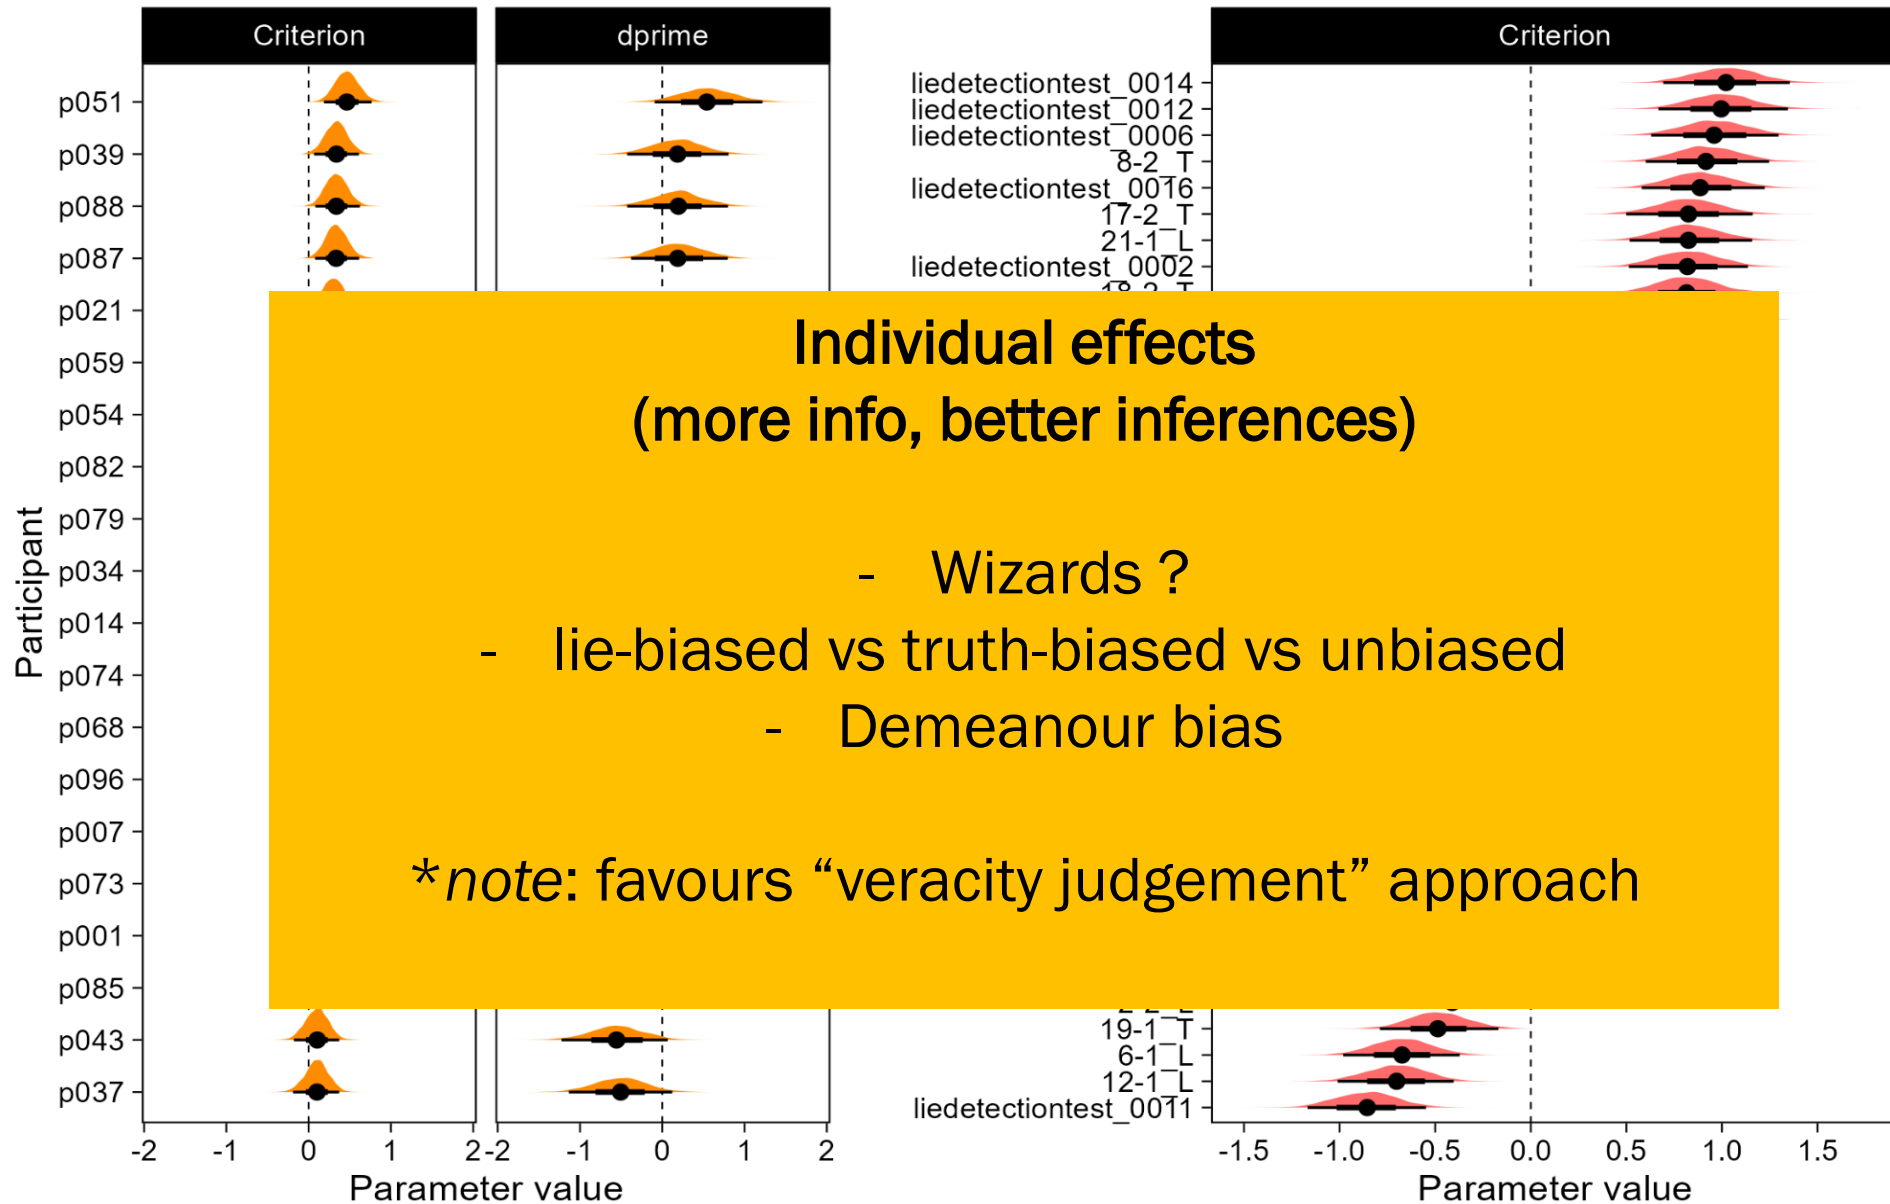 Criterion
dprime
Criterion
Participant
p051
p039
p088
p087
p021
p059
p054
p082
p079
p034
p014
p074
p068
p096
p007
p073
p001
p085
p043
p037
liedetectiontest_0014
liedetectiontest_0012
liedetectiontest_0006
8-2_T
liedetectiontest_0016
17-2_T
21-1_L
liedetectiontest_0002
Individual effects
(more info, better inferences)
- Wizards ?
- lie-biased vs truth-biased vs unbiased
- Demeanour bias
*note: favours “veracity judgement” approach
19-1_T
6-1_L
12-1_L
liedetectiontest_0011
-2 -1 0 1 2
-2 -1 0 1 2
-1.5 -1.0 -0.5 0.0 0.5 1.0 1.5
Parameter value
Parameter value